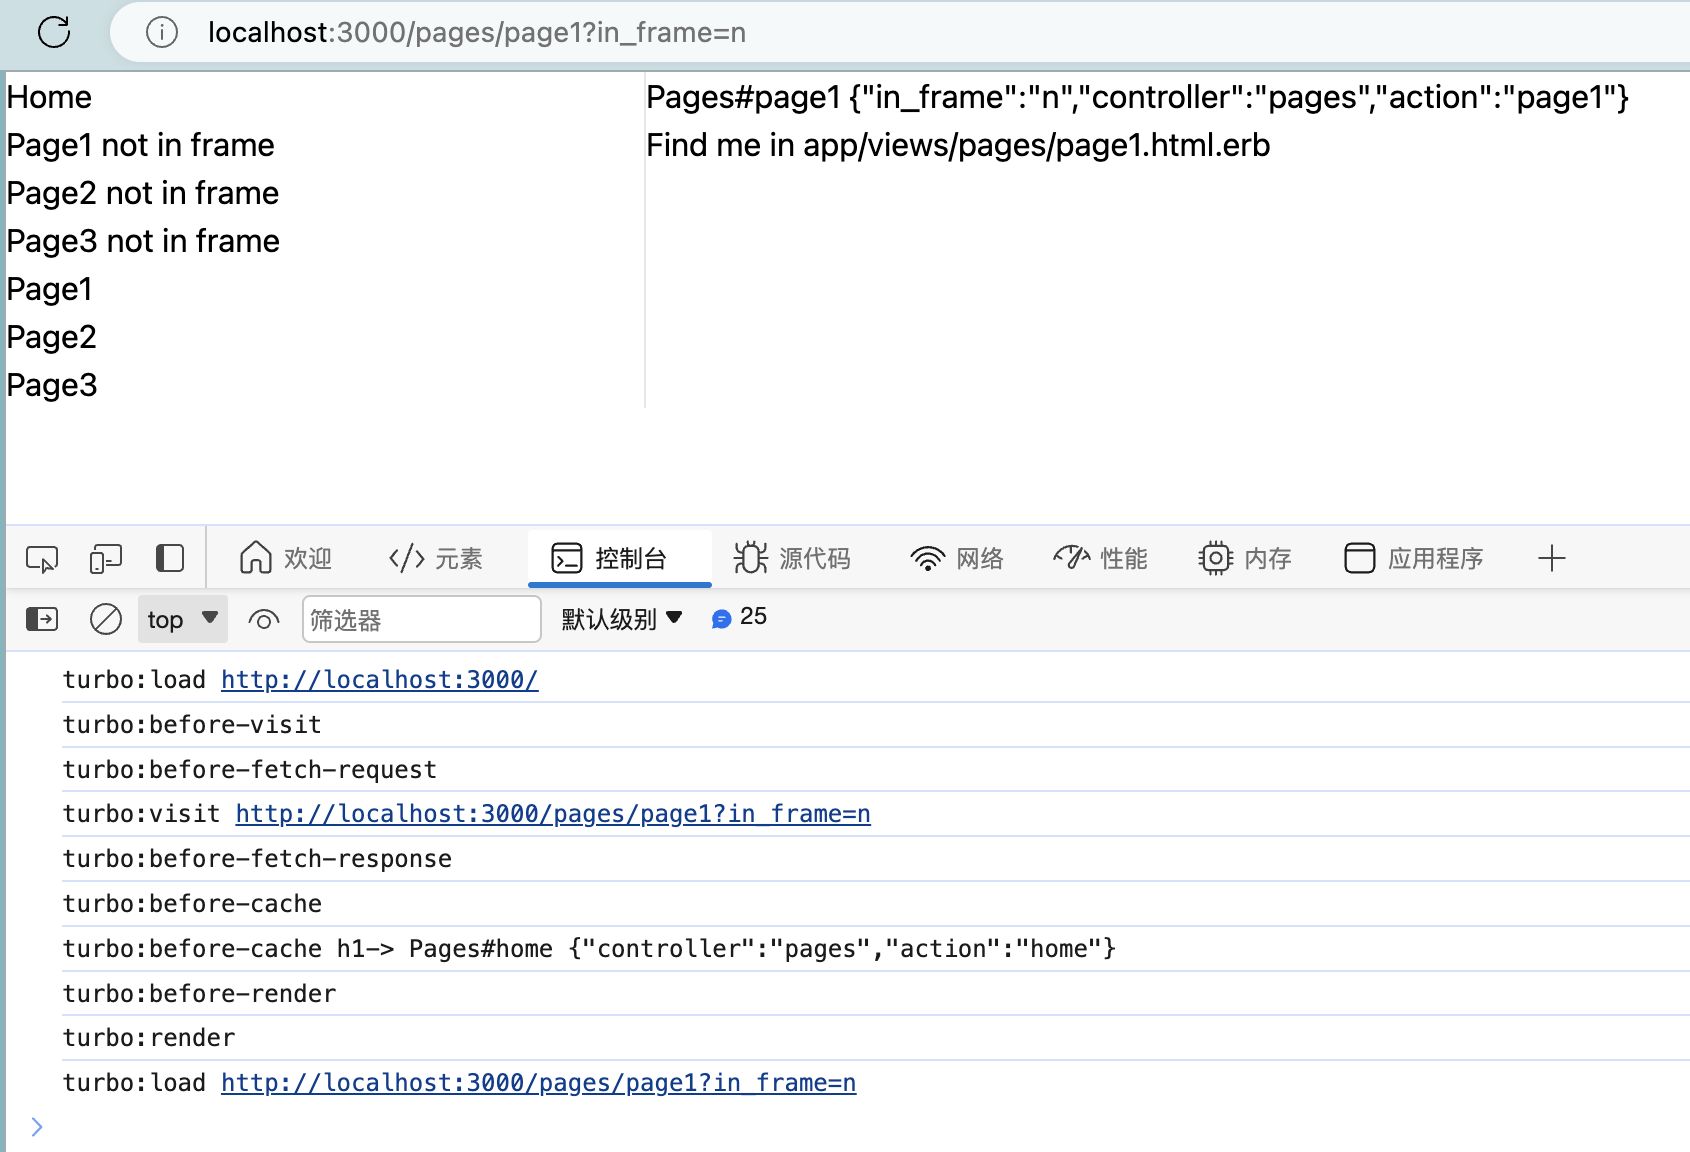 localhost:3000/pages/page1?in_frame=n
Home
Page1 not in frame
Page2 not in frame
Page3 not in frame
Page1
Page2
Page3
Pages#page1 {"in_frame":"n","controller":"pages","action":"page1"}
Find me in app/views/pages/page1.html.erb
欢迎 元素 控制台 源代码 网络 性能 内存 应用程序
top 筛选器 默认级别 25
turbo:load http://localhost:3000/
turbo:before-visit
turbo:before-fetch-request
turbo:visit http://localhost:3000/pages/page1?in_frame=n
turbo:before-fetch-response
turbo:before-cache
turbo:before-cache h1-> Pages#home {"controller":"pages","action":"home"}
turbo:before-render
turbo:render
turbo:load http://localhost:3000/pages/page1?in_frame=n